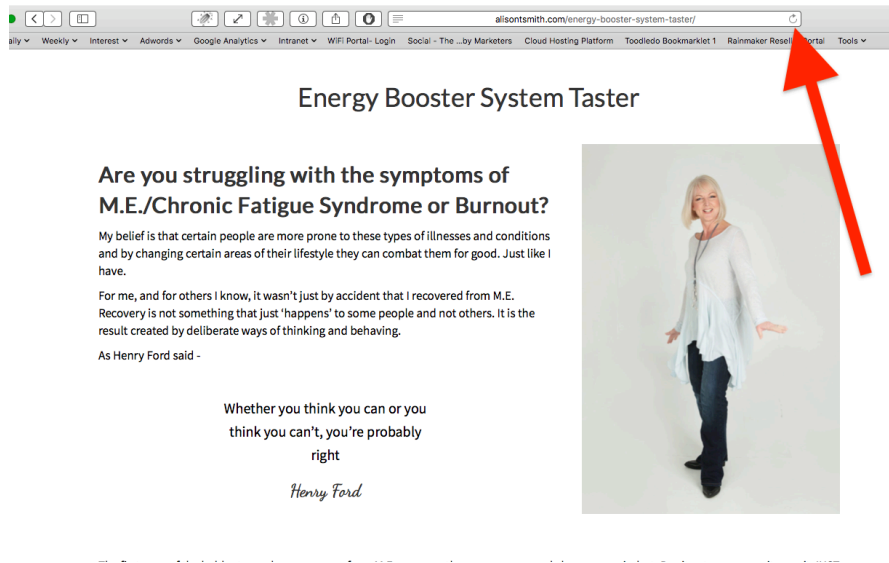 alisontsmith.com/energy-booster-system-taster/
Weekly Interest Adwords Google Analytics Intranet WiFi Portal- Login Social - The ...by Marketers Cloud Hosting Platform Toodledo Bookmarklet 1 Rainmaker Reselle Portal Tools
Energy Booster System Taster
Are you struggling with the symptoms of
M.E./Chronic Fatigue Syndrome or Burnout?
My belief is that certain people are more prone to these types of illnesses and conditions
and by changing certain areas of their lifestyle they can combat them for good. Just like I
have.
For me, and for others I know, it wasn't just by accident that I recovered from M.E.
Recovery is not something that just 'happens' to some people and not others. It is the
result created by deliberate ways of thinking and behaving.
As Henry Ford said -
Whether you think you can or you
think you can't, you're probably
right
Henry Ford